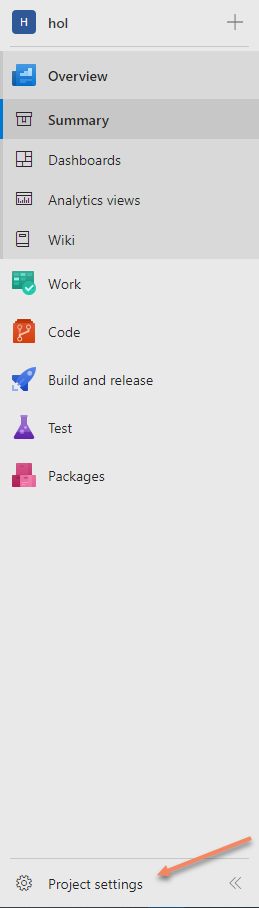 H hol
Overview
Summary
Dashboards
Analytics views
Wiki
Work
Code
Build and release
Test
Packages
Project settings